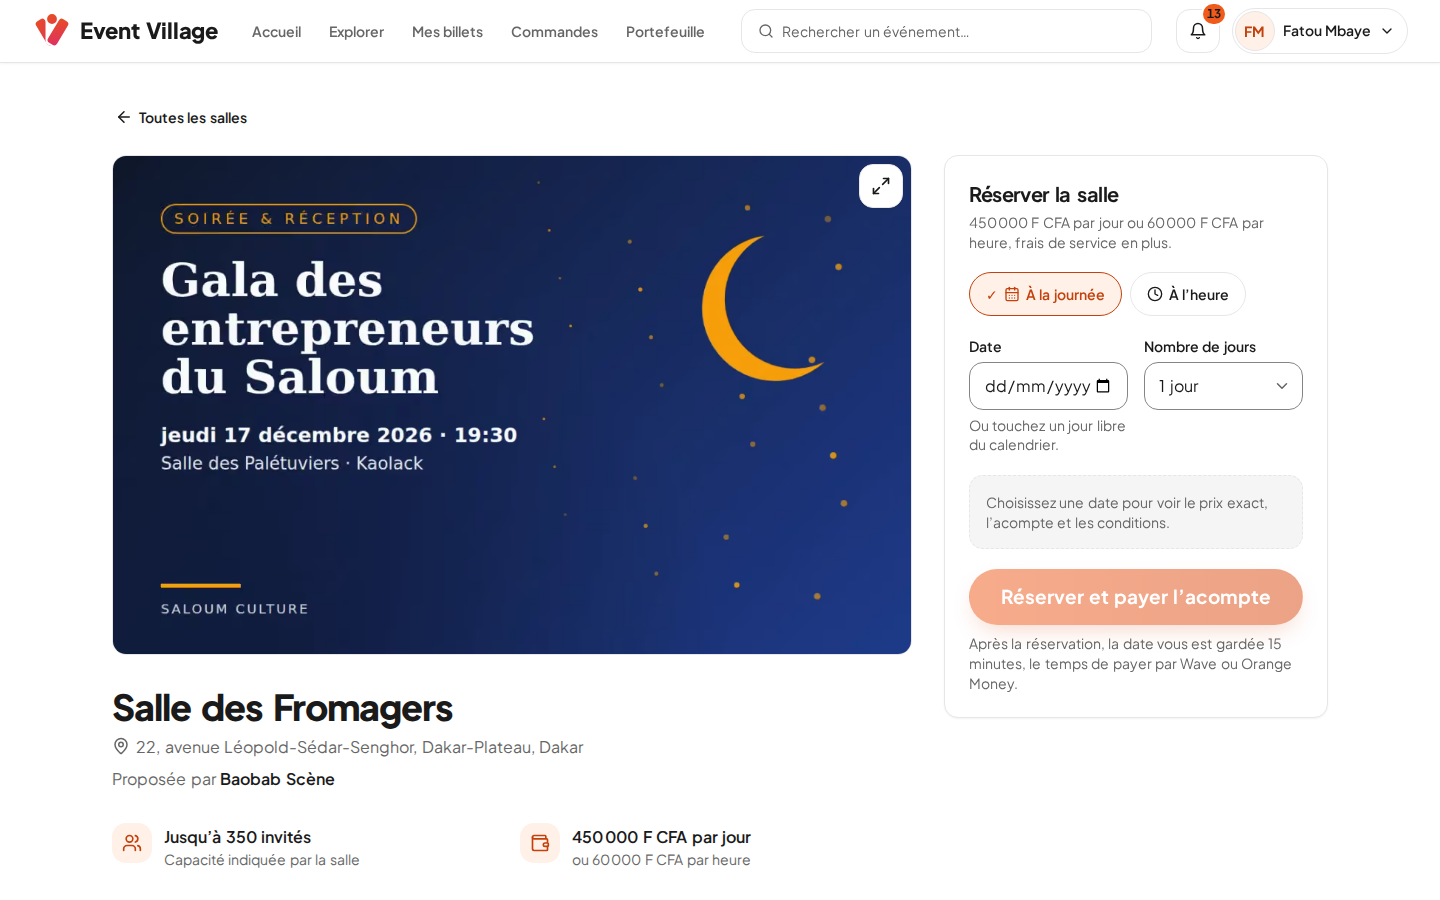 Event Village
Accueil
Explorer
Mes billets
Commandes
Portefeuille
Rechercher un événement…
13
FM
Fatou Mbaye
Toutes les salles
SOIRÉE & RÉCEPTION
Gala des
entrepreneurs
du Saloum
jeudi 17 décembre 2026 · 19:30
Salle des Palétuviers · Kaolack
SALOUM CULTURE
Salle des Fromagers
22, avenue Léopold-Sédar-Senghor, Dakar-Plateau, Dakar
Proposée par Baobab Scène
Jusqu’à 350 invités
Capacité indiquée par la salle
450 000 F CFA par jour
ou 60 000 F CFA par heure
Réserver la salle
450 000 F CFA par jour ou 60 000 F CFA par
heure, frais de service en plus.
✓ À la journée
À l’heure
Date
Nombre de jours
dd/mm/yyyy
1 jour
Ou touchez un jour libre
du calendrier.
Choisissez une date pour voir le prix exact,
l’acompte et les conditions.
Réserver et payer l’acompte
Après la réservation, la date vous est gardée 15
minutes, le temps de payer par Wave ou Orange
Money.